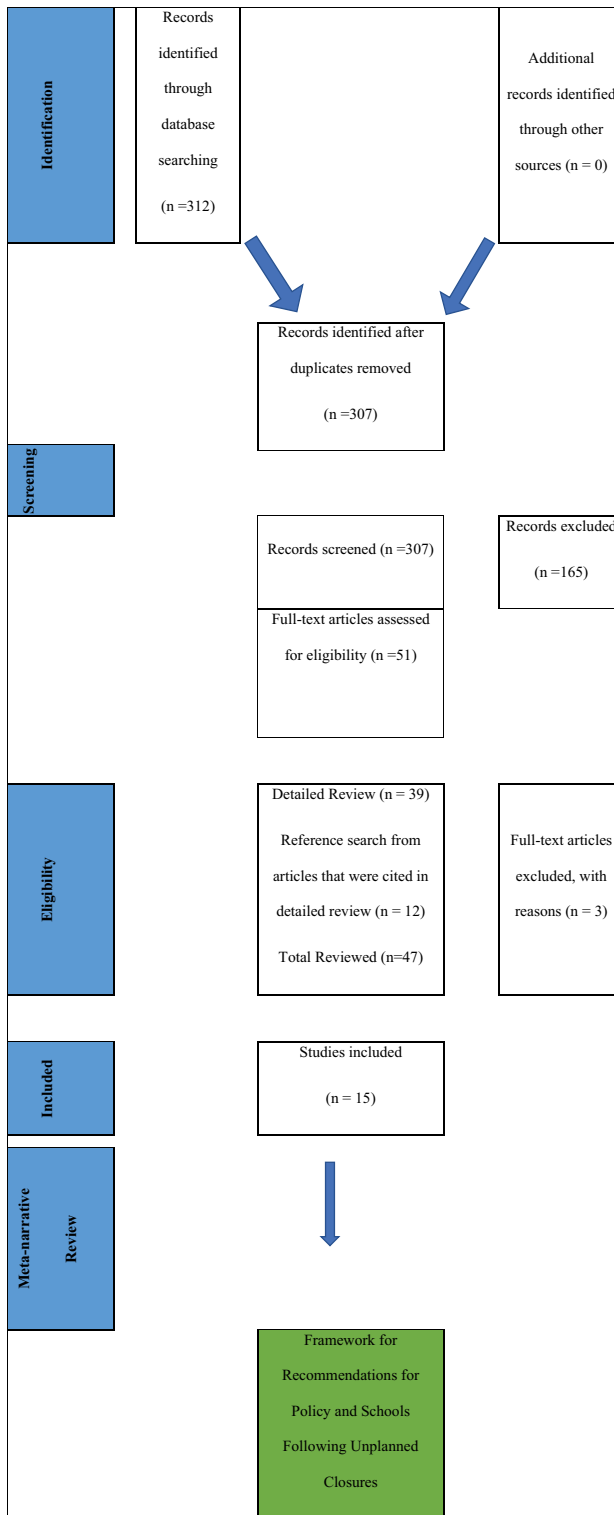 Identification
Records
identified
through
database
searching
(n =312)
Additional
records identified
through other
sources (n = 0)
Records identified after
duplicates removed
(n =307)
Screening
Records screened (n =307)
Records excluded
(n =165)
Full-text articles assessed
for eligibility (n =51)
Eligibility
Detailed Review (n = 39)
Reference search from
articles that were cited in
detailed review (n = 12)
Total Reviewed (n=47)
Full-text articles
excluded, with
reasons (n = 3)
Included
Studies included
(n = 15)
Meta-narrative
Review
Framework for
Recommendations for
Policy and Schools
Following Unplanned
Closures